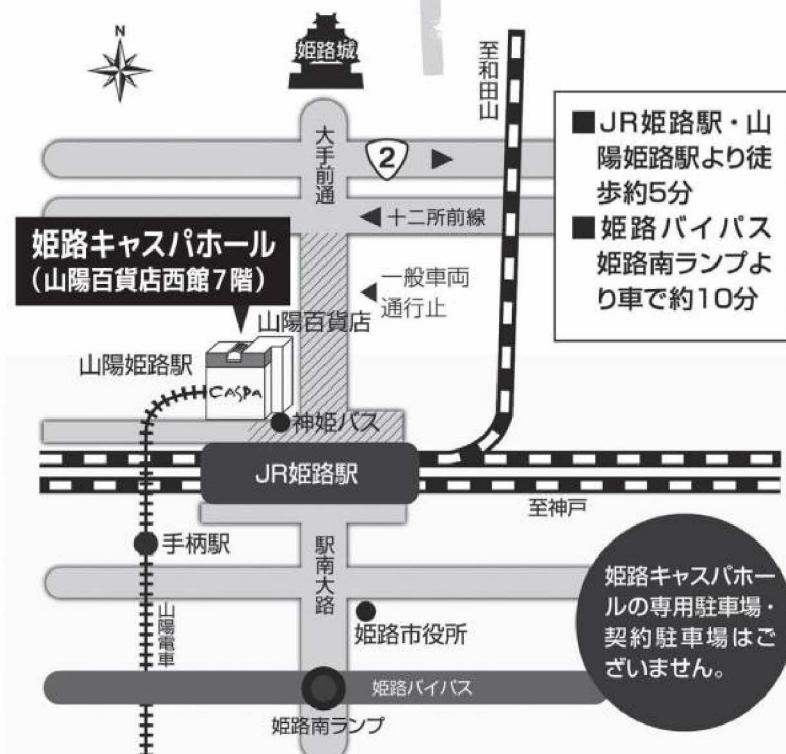 N
姫路城
至和田山
大手前通
2
十二所前線
■JR姫路駅・山
陽姫路駅より徒
歩約5分
■姫路バイパス
姫路南ランプよ
り車で約10分
姫路キャスパホール
(山陽百貨店西館7階)
一般車両
通行止
山陽百貨店
山陽姫路駅
CASPA
神姫バス
JR姫路駅
至神戸
手柄駅
駅南大路
山陽電車
姫路市役所
姫路キャスパホー
ルの専用駐車場・
契約駐車場はご
ざいません。
姫路バイパス
姫路南ランプ